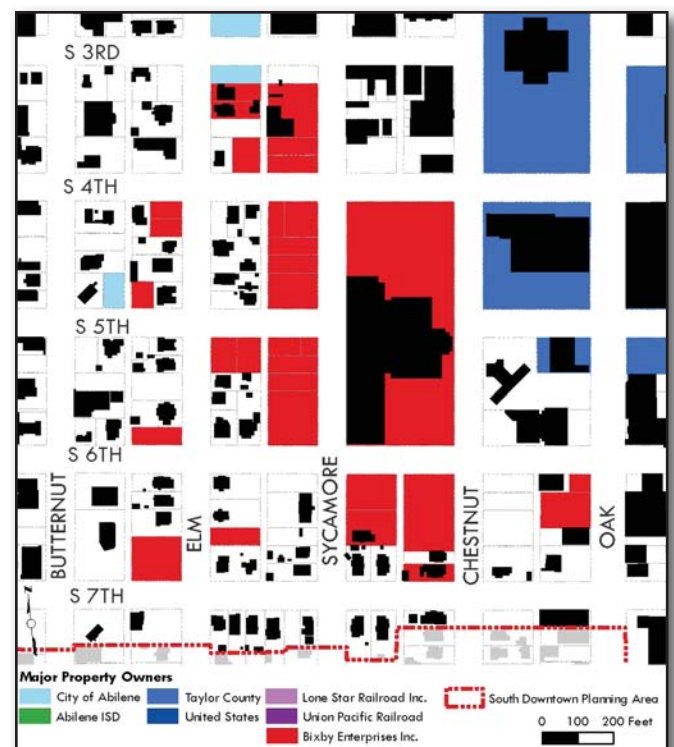 S 3RD
S 4TH
S 5TH
S 6TH
BUTTERNUT
ELM
SYCAMORE
CHESTNUT
OAK
S 7TH
Major Property Owners
City of Abilene
Taylor County
Lone Star Railroad Inc.
South Downtown Planning Area
Abilene ISD
United States
Union Pacific Railroad
Bixby Enterprises Inc.
0 100 200 Feet